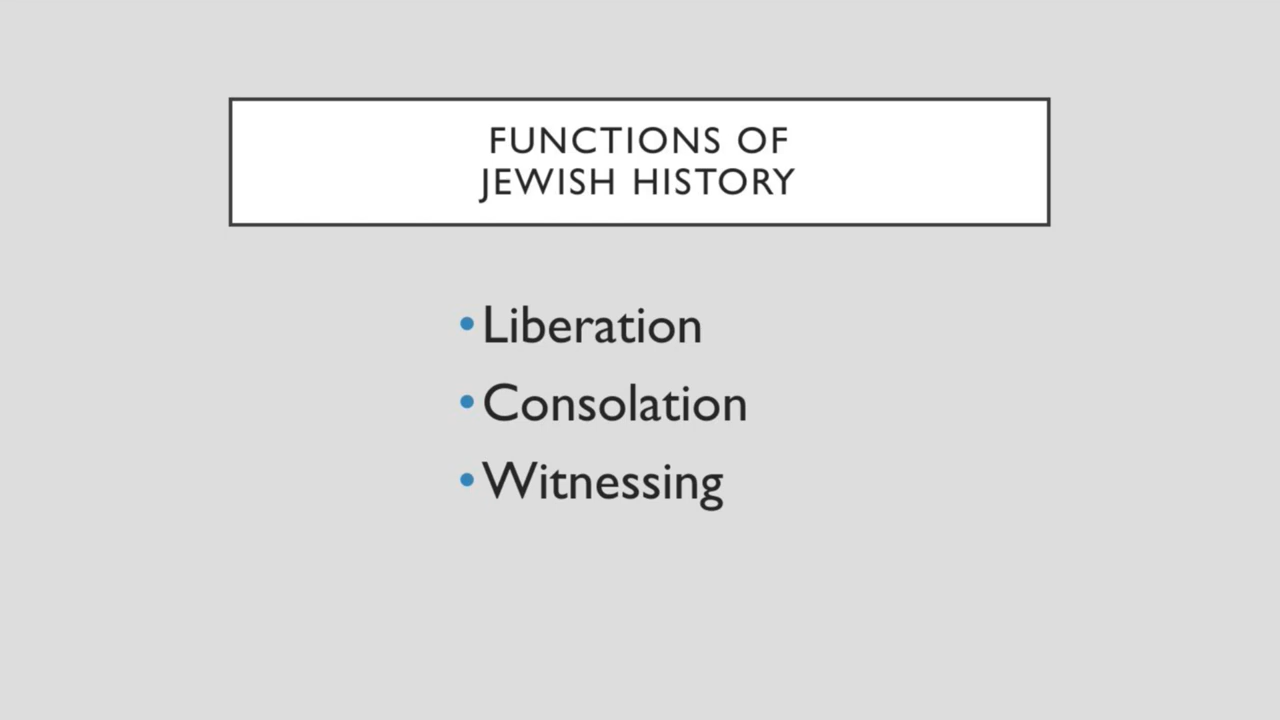 FUNCTIONS OF
JEWISH HISTORY
• Liberation
• Consolation
• Witnessing